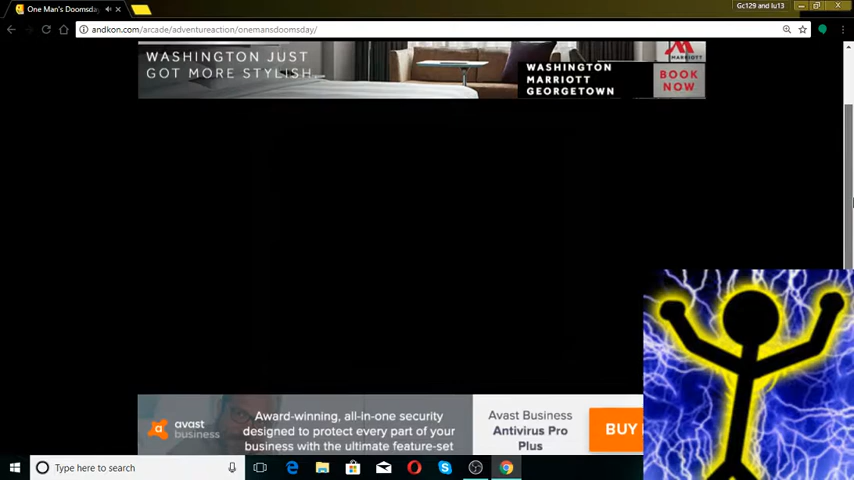 One Man's Doomsday
Gc129 and lu13
andkon.com/arcade/adventureaction/onemansdoomsday/
WASHINGTON JUST
GOT MORE STYLISH.
MARRIOTT
WASHINGTON
MARRIOTT
GEORGETOWN
BOOK
NOW
avast
business
Award-winning, all-in-one security
designed to protect every part of your
business with the ultimate feature-set
Avast Business
Antivirus Pro
Plus
BUY
Type here to search